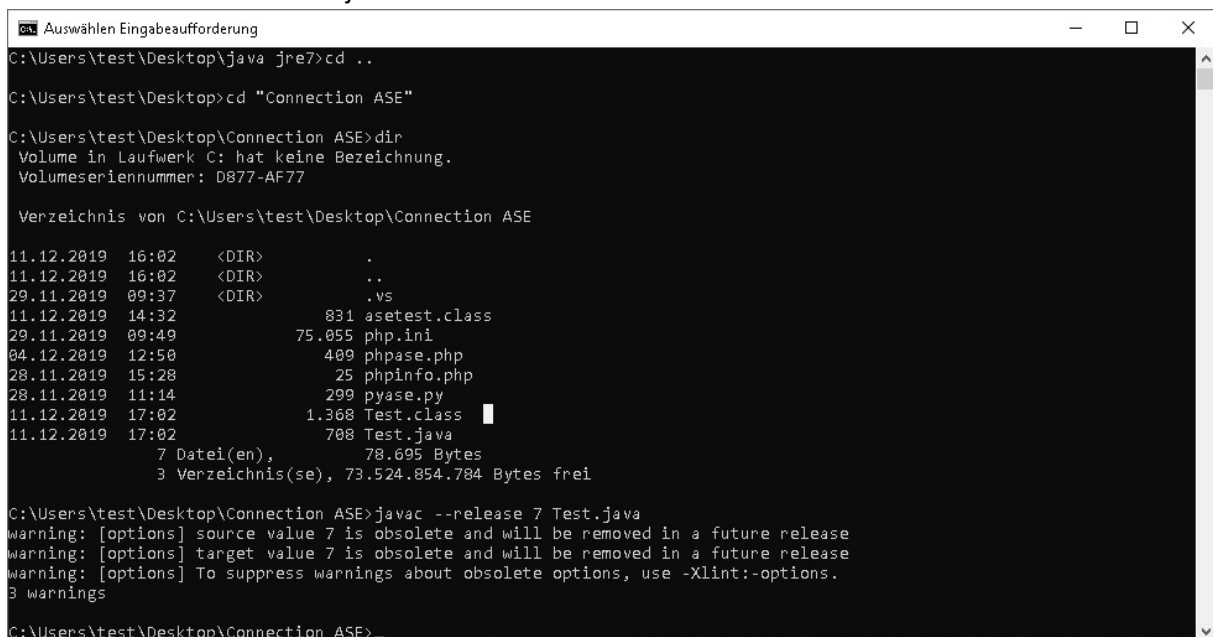 Auswählen Eingabeaufforderung
C:\Users\test\Desktop\java jre7>cd ..
C:\Users\test\Desktop>cd "Connection ASE"
C:\Users\test\Desktop\Connection ASE>dir
Volume in Laufwerk C: hat keine Bezeichnung.
Volumeseriennummer: D877-AF77
Verzeichnis von C:\Users\test\Desktop\Connection ASE
11.12.2019  16:02    <DIR>          .
11.12.2019  16:02    <DIR>          ..
29.11.2019  09:37    <DIR>          .vs
11.12.2019  14:32               831 asetest.class
29.11.2019  09:49            75.055 php.ini
04.12.2019  12:50               409 phpase.php
28.11.2019  15:28                25 phpinfo.php
28.11.2019  11:14               299 pyase.py
11.12.2019  17:02             1.368 Test.class
11.12.2019  17:02               708 Test.java
7 Datei(en),         78.695 Bytes
3 Verzeichnis(se), 73.524.854.784 Bytes frei
C:\Users\test\Desktop\Connection ASE>javac --release 7 Test.java
warning: [options] source value 7 is obsolete and will be removed in a future release
warning: [options] target value 7 is obsolete and will be removed in a future release
warning: [options] To suppress warnings about obsolete options, use -Xlint:-options.
3 warnings
C:\Users\test\Desktop\Connection ASE>_